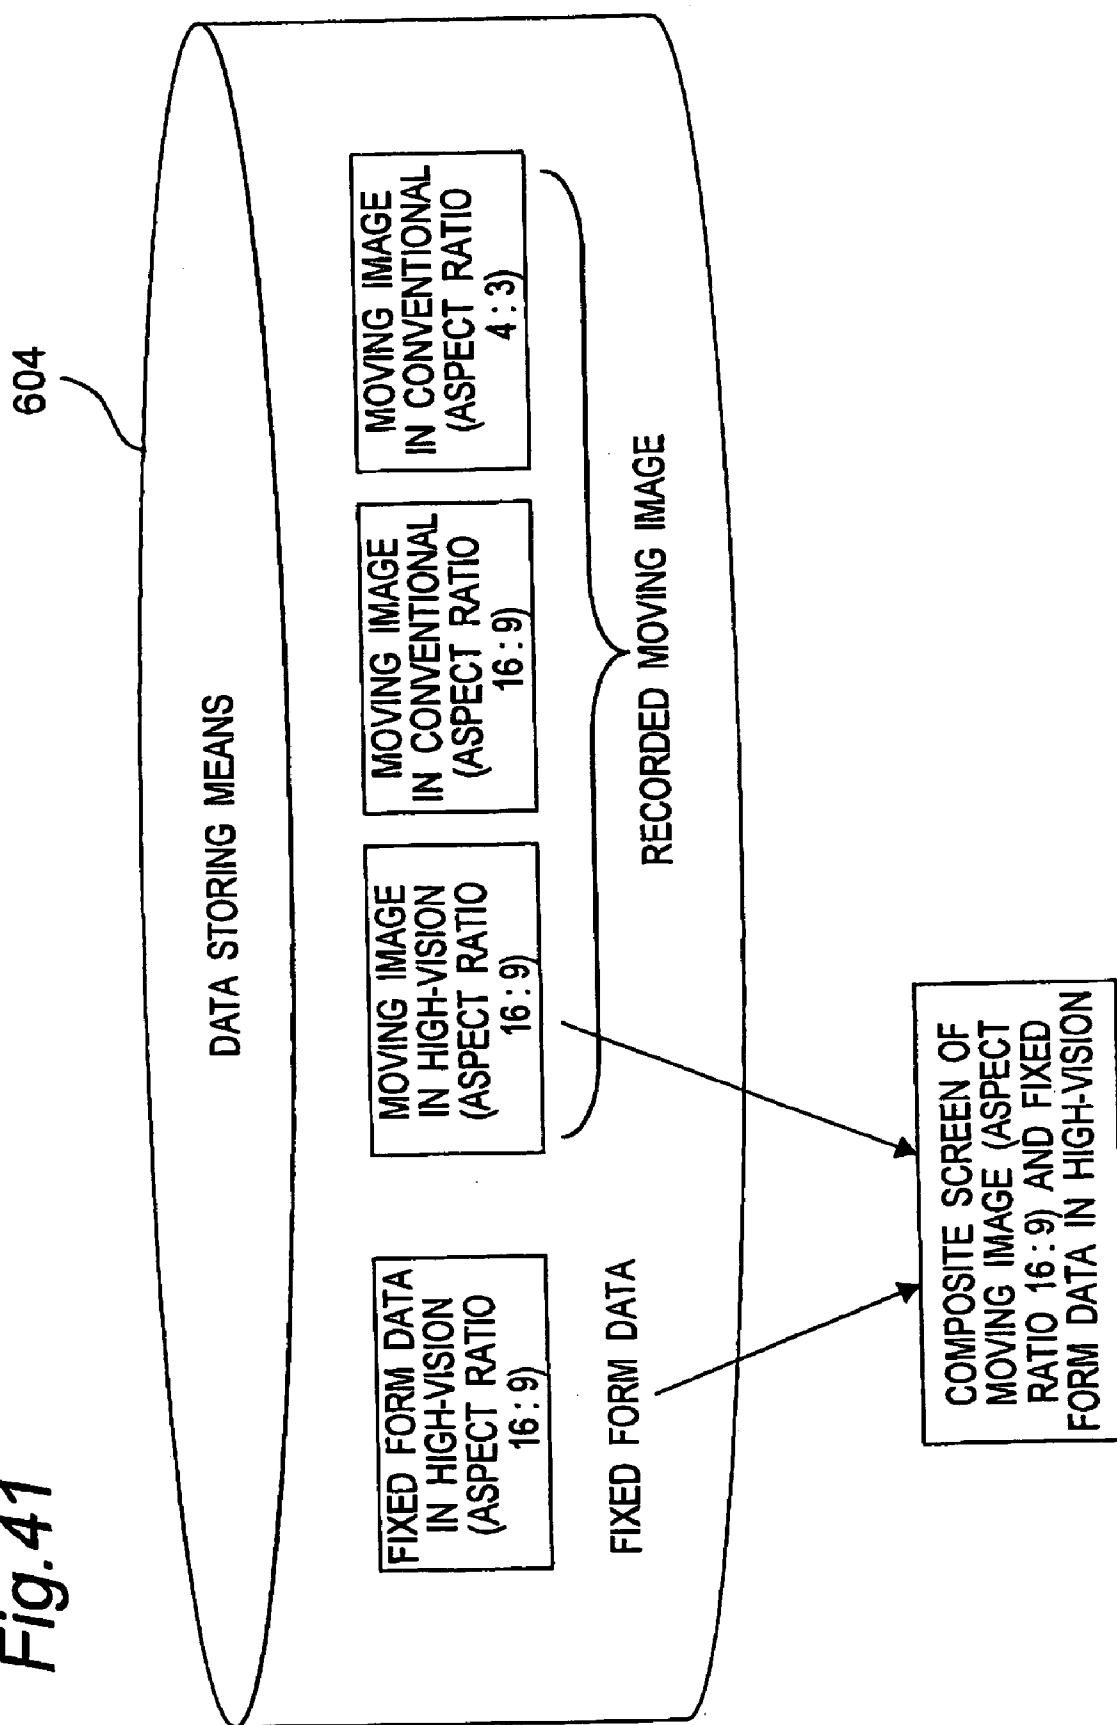 Fig.41
604
DATA STORING MEANS
FIXED FORM DATA
IN HIGH-VISION
(ASPECT RATIO
16 : 9)
MOVING IMAGE
IN HIGH-VISION
(ASPECT RATIO
16 : 9)
MOVING IMAGE
IN CONVENTIONAL
(ASPECT RATIO
16 : 9)
MOVING IMAGE
IN CONVENTIONAL
(ASPECT RATIO
4 : 3)
FIXED FORM DATA
RECORDED MOVING IMAGE
COMPOSITE SCREEN OF
MOVING IMAGE (ASPECT
RATIO 16 : 9) AND FIXED
FORM DATA IN HIGH-VISION